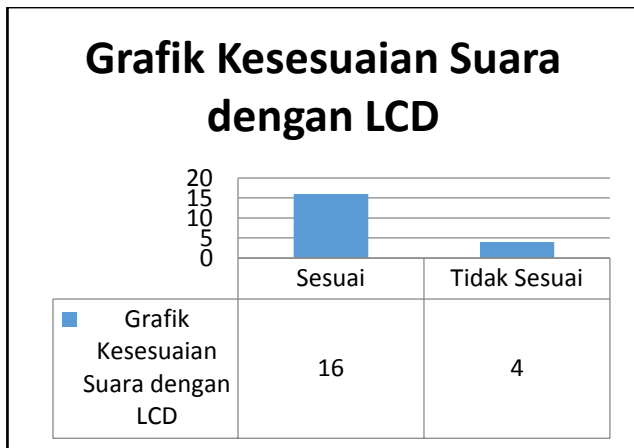 Grafik Kesesuaian Suara
dengan LCD
20
15
10
5
0
Sesuai
Tidak Sesuai
Grafik
Kesesuaian
Suara dengan
LCD
16
4